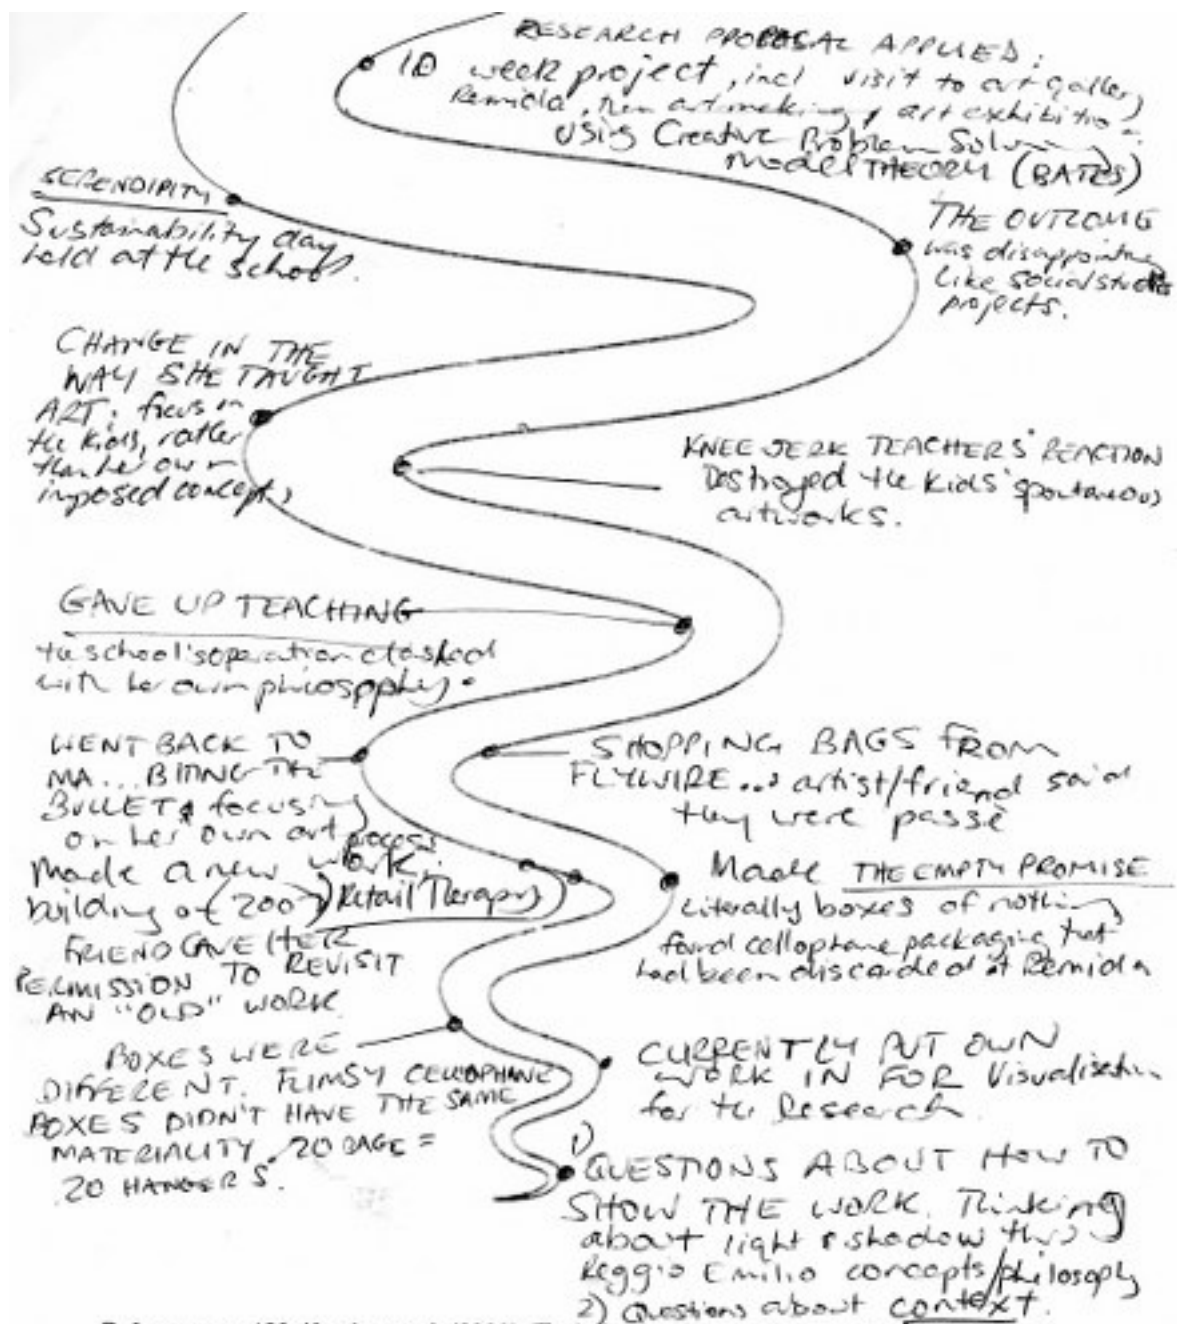 RESEARCH PROPOSAL APPLIED:
10 week project, incl visit to art gallery
Remida, then artmaking, art exhibition
using Creative Problem Solving
model THEORY (BATES)
SERENDIPITY
Sustainability day
held at the school.
THE OUTCOME
was disappointing
like social studies
projects.
CHANGE IN THE
WAY SHE TAUGHT
ART: focus on
the kids, rather
than her own
imposed concepts
KNEE JERK TEACHERS' REACTION
Destroyed the kids' spontaneous
artworks.
GAVE UP TEACHING
the school's operation clashed
with her own philosophy.
WENT BACK TO
MA... BITING THE
BULLET & focusing
on her own art process
Made a new work,
building on (200 ) Retail Therapy
SHOPPING BAGS FROM
FLYWIRE... artist/friend said
they were passé
Made THE EMPTY PROMISE
Literally boxes of nothing
found cellophane packaging that
had been discarded at Remida
FRIEND GAVE HER
PERMISSION TO REVISIT
AN "OLD" WORK
BOXES WERE
DIFFERENT. FLIMSY CELLOPHANE
BOXES DIDN'T HAVE THE SAME
MATERIALITY. 20 BAGE =
20 HANGERS.
CURRENTLY PUT OWN
WORK IN FOR Visualisation
for the Research
1) QUESTIONS ABOUT HOW TO
SHOW THE WORK. Thinking
about light & shadow thro
Reggio Emilio concepts/philosophy
2) Questions about context.